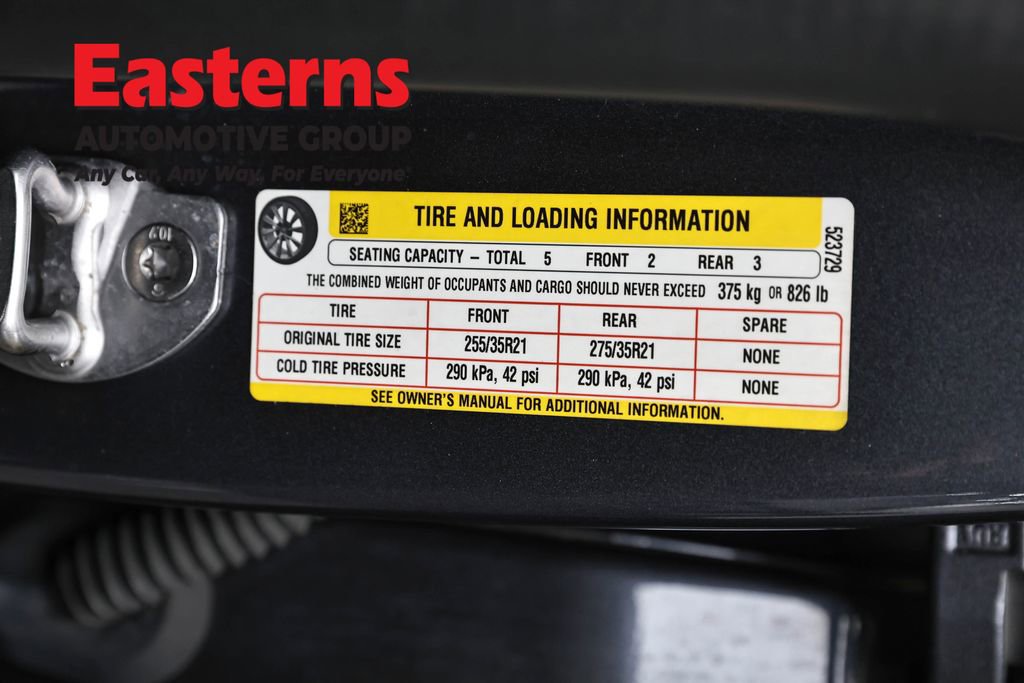 Easterns
AUTOMOTIVE GROUP
Any Car, Any Way, For Everyone
TIRE AND LOADING INFORMATION
523729
SEATING CAPACITY – TOTAL 5 FRONT 2 REAR 3
THE COMBINED WEIGHT OF OCCUPANTS AND CARGO SHOULD NEVER EXCEED 375 kg OR 826 lb
TIRE FRONT REAR SPARE
ORIGINAL TIRE SIZE 255/35R21 275/35R21 NONE
COLD TIRE PRESSURE 290 kPa, 42 psi 290 kPa, 42 psi NONE
SEE OWNER'S MANUAL FOR ADDITIONAL INFORMATION.